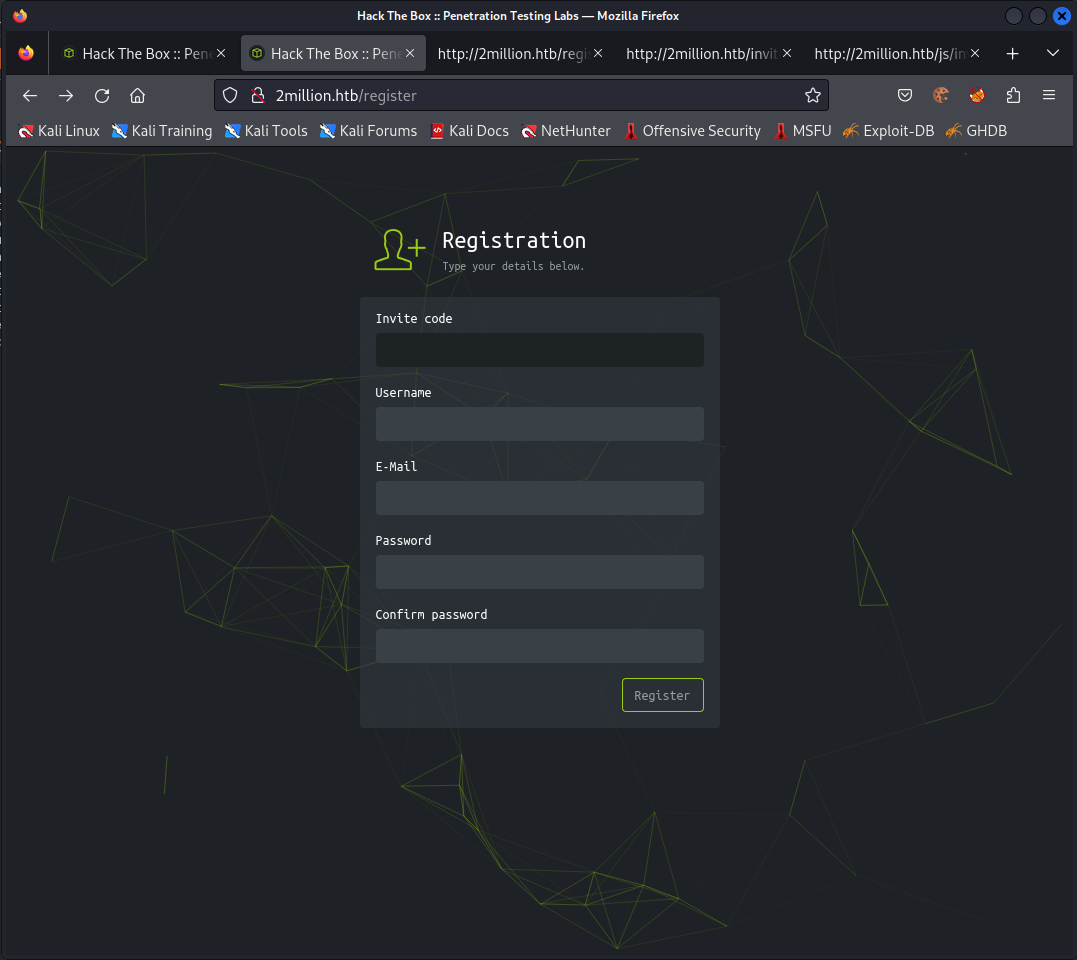 Hack The Box :: Penetration Testing Labs — Mozilla Firefox
Hack The Box :: Pene Hack The Box :: Pene http://2million.htb/regi http://2million.htb/invit http://2million.htb/js/in
2million.htb/register
Kali Linux Kali Training Kali Tools Kali Forums Kali Docs NetHunter Offensive Security MSFU Exploit-DB GHDB
Registration
Type your details below.
Invite code
Username
E-Mail
Password
Confirm password
Register